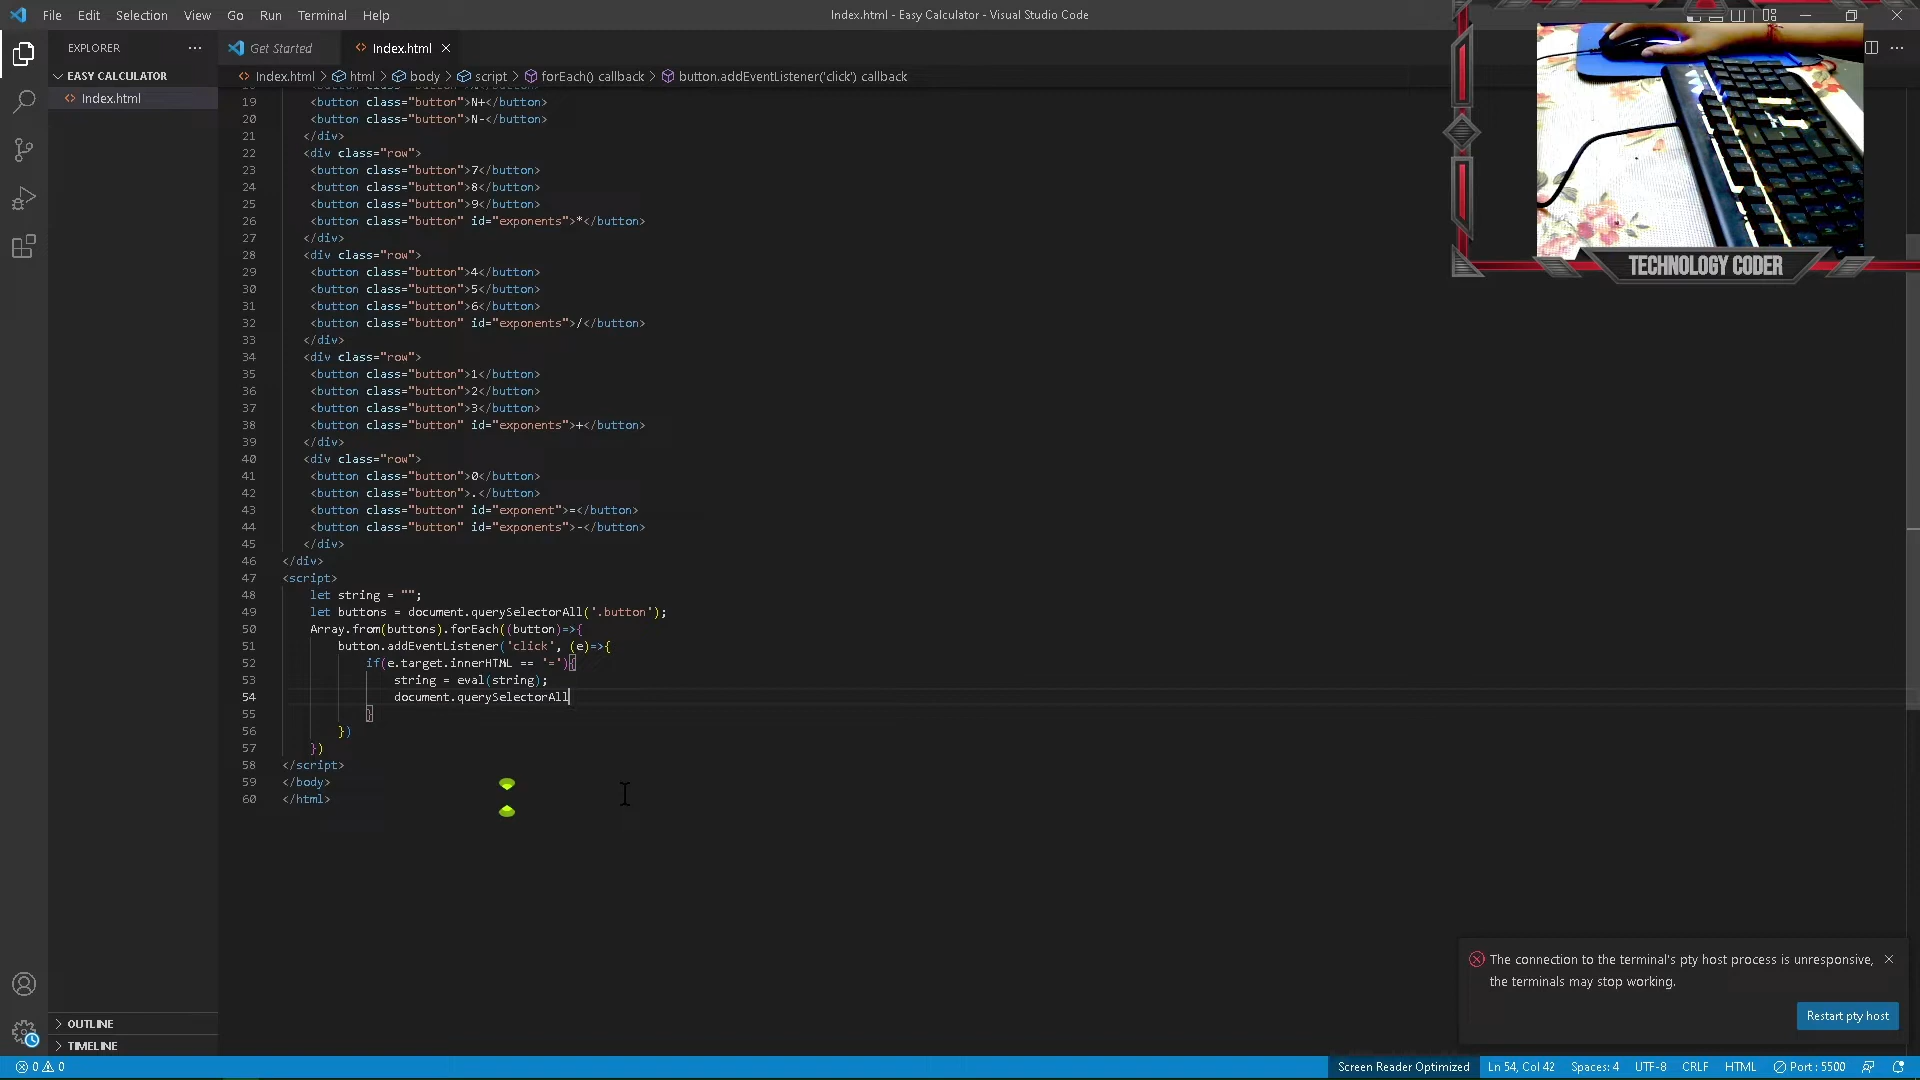 File Edit Selection View Go Run Terminal Help
Index.html - Easy Calculator - Visual Studio Code
EXPLORER
EASY CALCULATOR
Index.html
OUTLINE
TIMELINE
Get Started
Index.html
Index.html > html > body > script > forEach() callback > button.addEventListener('click') callback
19 <button class="button">N+</button>
20 <button class="button">N-</button>
21 </div>
22 <div class="row">
23 <button class="button">7</button>
24 <button class="button">8</button>
25 <button class="button">9</button>
26 <button class="button" id="exponents">*</button>
27 </div>
28 <div class="row">
29 <button class="button">4</button>
30 <button class="button">5</button>
31 <button class="button">6</button>
32 <button class="button" id="exponents">/</button>
33 </div>
34 <div class="row">
35 <button class="button">1</button>
36 <button class="button">2</button>
37 <button class="button">3</button>
38 <button class="button" id="exponents">+</button>
39 </div>
40 <div class="row">
41 <button class="button">0</button>
42 <button class="button">.</button>
43 <button class="button" id="exponent">=</button>
44 <button class="button" id="exponents">-</button>
45 </div>
46 </div>
47 <script>
48 let string = "";
49 let buttons = document.querySelectorAll('.button');
50 Array.from(buttons).forEach((button)=>{
51 button.addEventListener('click', (e)=>{
52 if(e.target.innerHTML == '='){
53 string = eval(string);
54 document.querySelectorAll
55 }
56 })
57 })
58 </script>
59 </body>
60 </html>
TECHNOLOGY CODER
The connection to the terminal's pty host process is unresponsive,
the terminals may stop working.
Restart pty host
0 0
Screen Reader Optimized Ln 54, Col 42 Spaces: 4 UTF-8 CRLF HTML Port : 5500